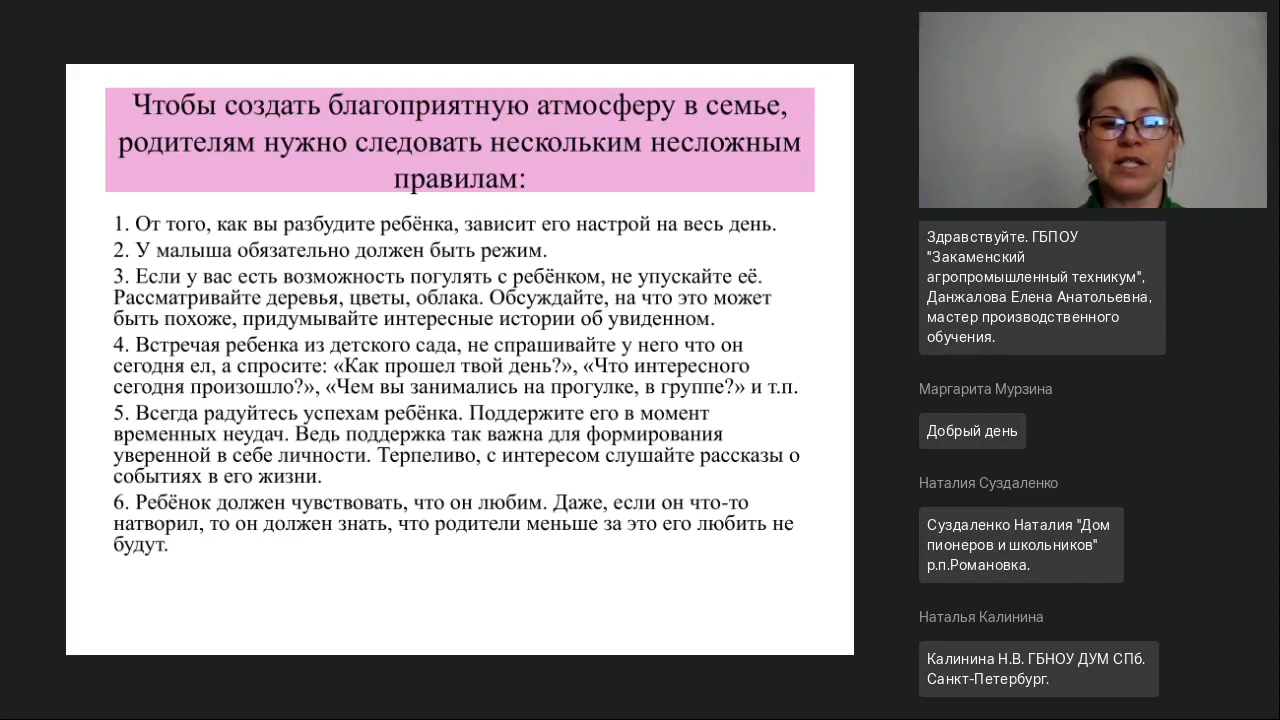 Чтобы создать благоприятную атмосферу в семье,
родителям нужно следовать нескольким несложным
правилам:
1. От того, как вы разбудите ребёнка, зависит его настрой на весь день.
2. У малыша обязательно должен быть режим.
3. Если у вас есть возможность погулять с ребёнком, не упускайте её.
Рассматривайте деревья, цветы, облака. Обсуждайте, на что это может
быть похоже, придумывайте интересные истории об увиденном.
4. Встречая ребенка из детского сада, не спрашивайте у него что он
сегодня ел, а спросите: «Как прошел твой день?», «Что интересного
сегодня произошло?», «Чем вы занимались на прогулке, в группе?» и т.п.
5. Всегда радуйтесь успехам ребёнка. Поддержите его в момент
временных неудач. Ведь поддержка так важна для формирования
уверенной в себе личности. Терпеливо, с интересом слушайте рассказы о
событиях в его жизни.
6. Ребёнок должен чувствовать, что он любим. Даже, если он что-то
натворил, то он должен знать, что родители меньше за это его любить не
будут.
Здравствуйте. ГБПОУ
"Закаменский
агропромышленный техникум",
Данжалова Елена Анатольевна,
мастер производственного
обучения.
Маргарита Мурзина
Добрый день
Наталия Суздаленко
Суздаленко Наталия "Дом
пионеров и школьников"
р.п.Романовка.
Наталья Калинина
Калинина Н.В. ГБНОУ ДУМ СПб.
Санкт-Петербург.